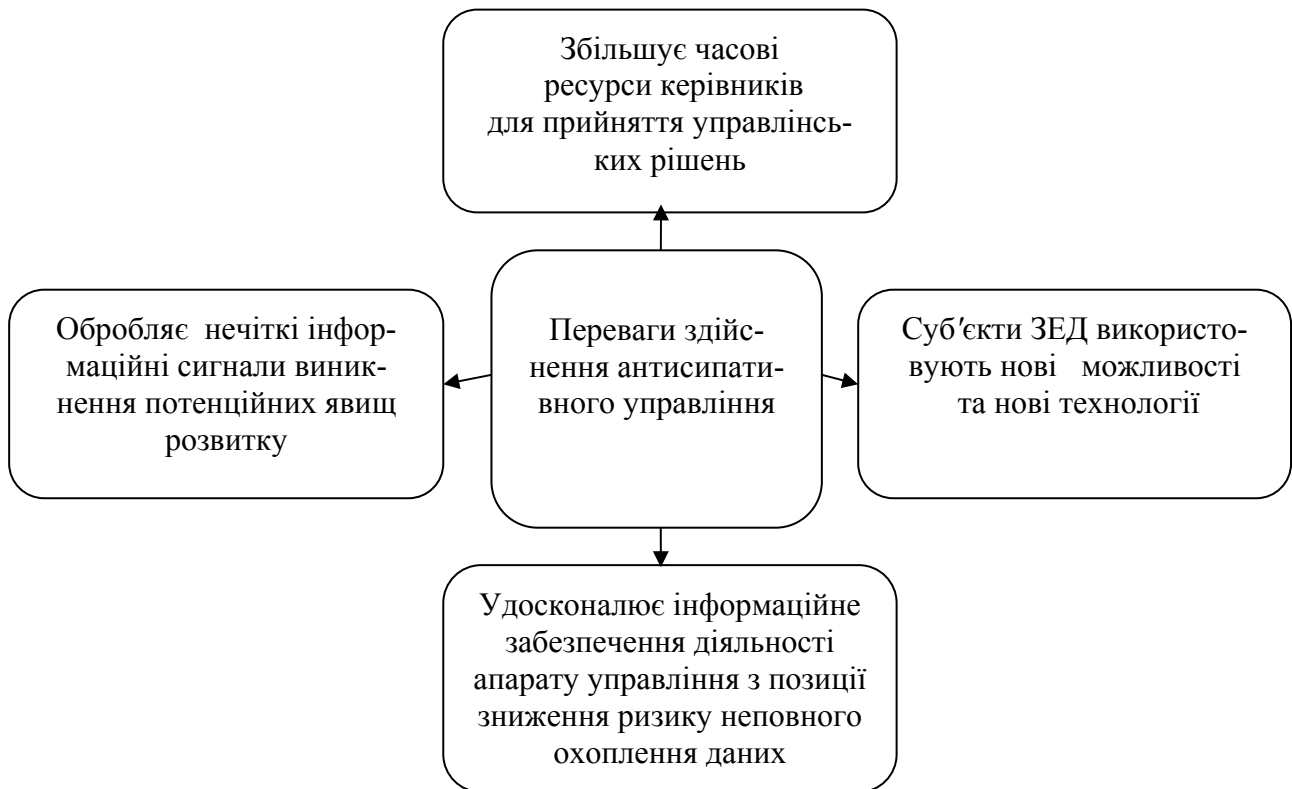 Збільшує часові
ресурси керівників
для прийняття управлінсь-
ких рішень
Обробляє нечіткі інфор-
маційні сигнали виник-
нення потенційних явищ
розвитку
Переваги здійс-
нення антисипати-
вного управління
Суб'єкти ЗЕД використо-
вують нові можливості
та нові технології
Удосконалює інформаційне
забезпечення діяльності
апарату управління з позиції
зниження ризику неповного
охоплення даних